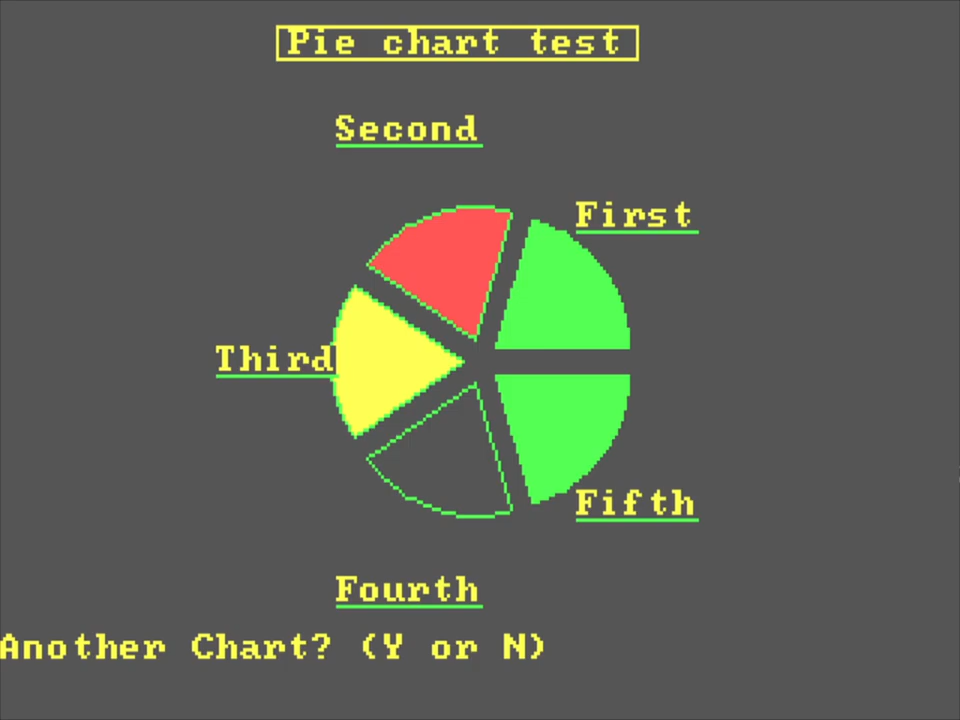 Pie chart test
Second
First
Third
Fifth
Fourth
Another Chart? (Y or N)